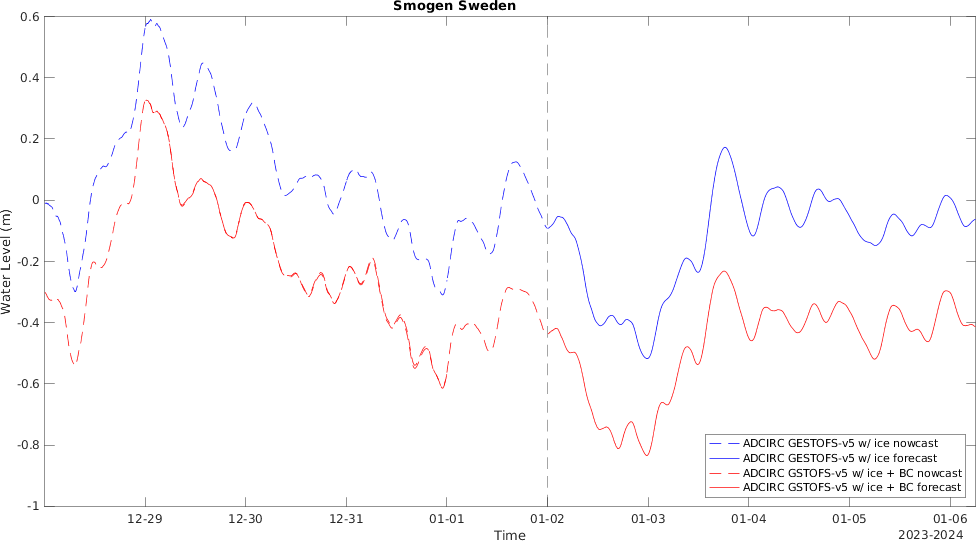 Smogen Sweden
0.6
0.4
0.2
0
-0.2
-0.4
-0.6
-0.8
-1
Water Level (m)
ADCIRC GESTOFS-v5 w/ ice nowcast
ADCIRC GESTOFS-v5 w/ ice forecast
ADCIRC GSTOFS-v5 w/ ice + BC nowcast
ADCIRC GSTOFS-v5 w/ ice + BC forecast
12-29 12-30 12-31 01-01 01-02 01-03 01-04 01-05 01-06
Time
2023-2024